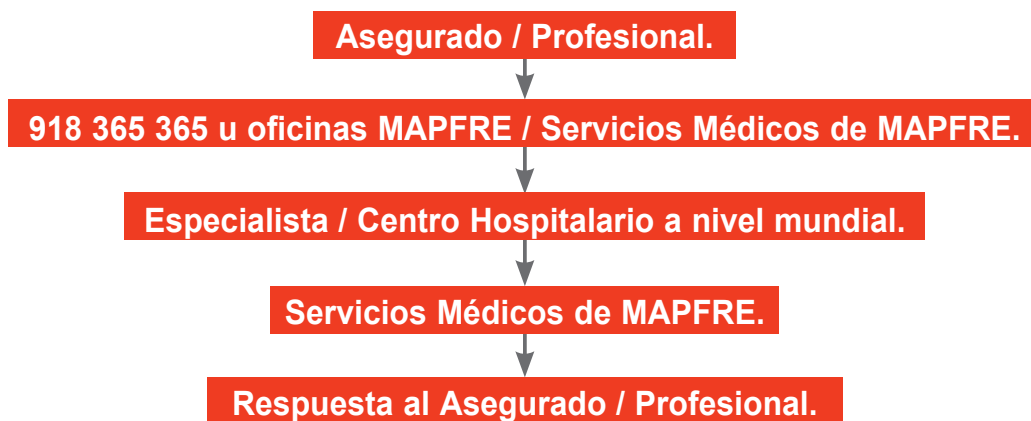 Asegurado / Profesional.
918 365 365 u oficinas MAPFRE / Servicios Médicos de MAPFRE.
Especialista / Centro Hospitalario a nivel mundial.
Servicios Médicos de MAPFRE.
Respuesta al Asegurado / Profesional.